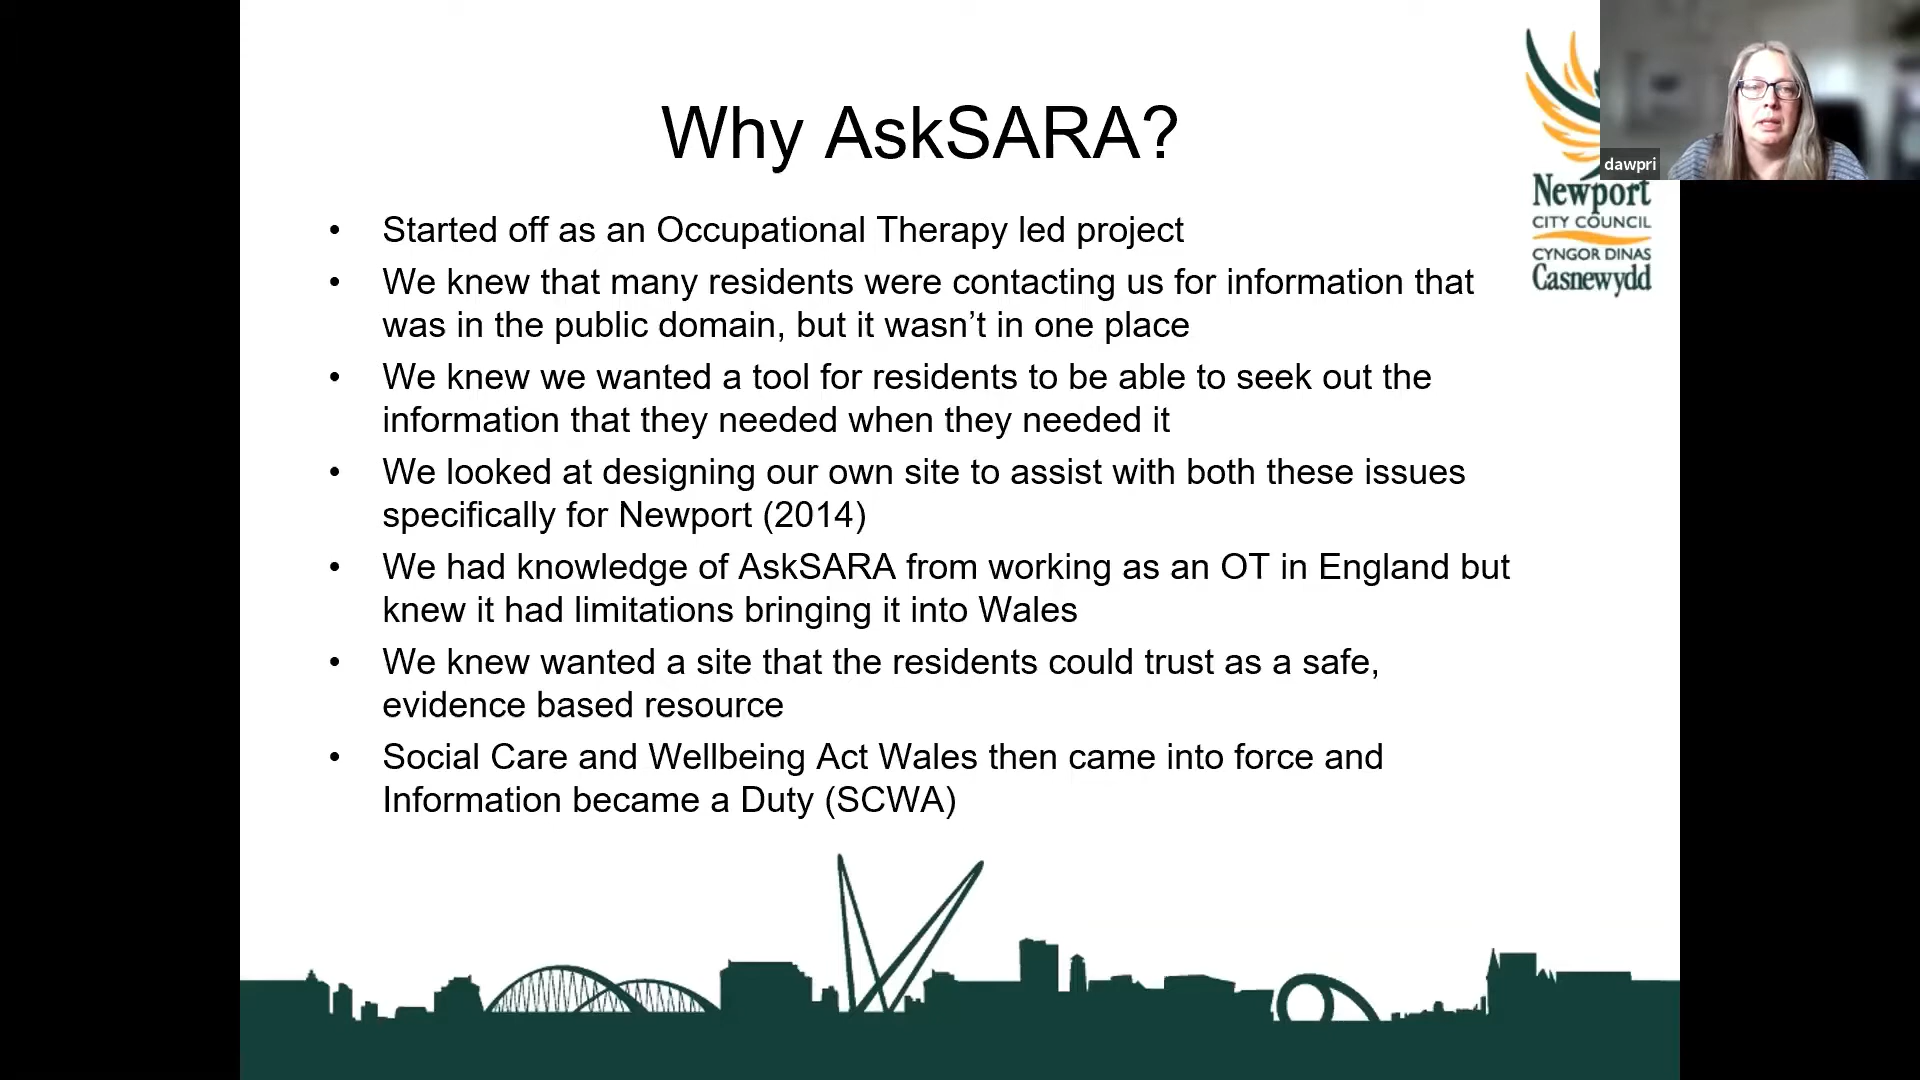 Why AskSARA?
dawpri
Newport
CITY COUNCIL
CYNGOR DINAS
Casnewydd
• Started off as an Occupational Therapy led project
• We knew that many residents were contacting us for information that
was in the public domain, but it wasn’t in one place
• We knew we wanted a tool for residents to be able to seek out the
information that they needed when they needed it
• We looked at designing our own site to assist with both these issues
specifically for Newport (2014)
• We had knowledge of AskSARA from working as an OT in England but
knew it had limitations bringing it into Wales
• We knew wanted a site that the residents could trust as a safe,
evidence based resource
• Social Care and Wellbeing Act Wales then came into force and
Information became a Duty (SCWA)